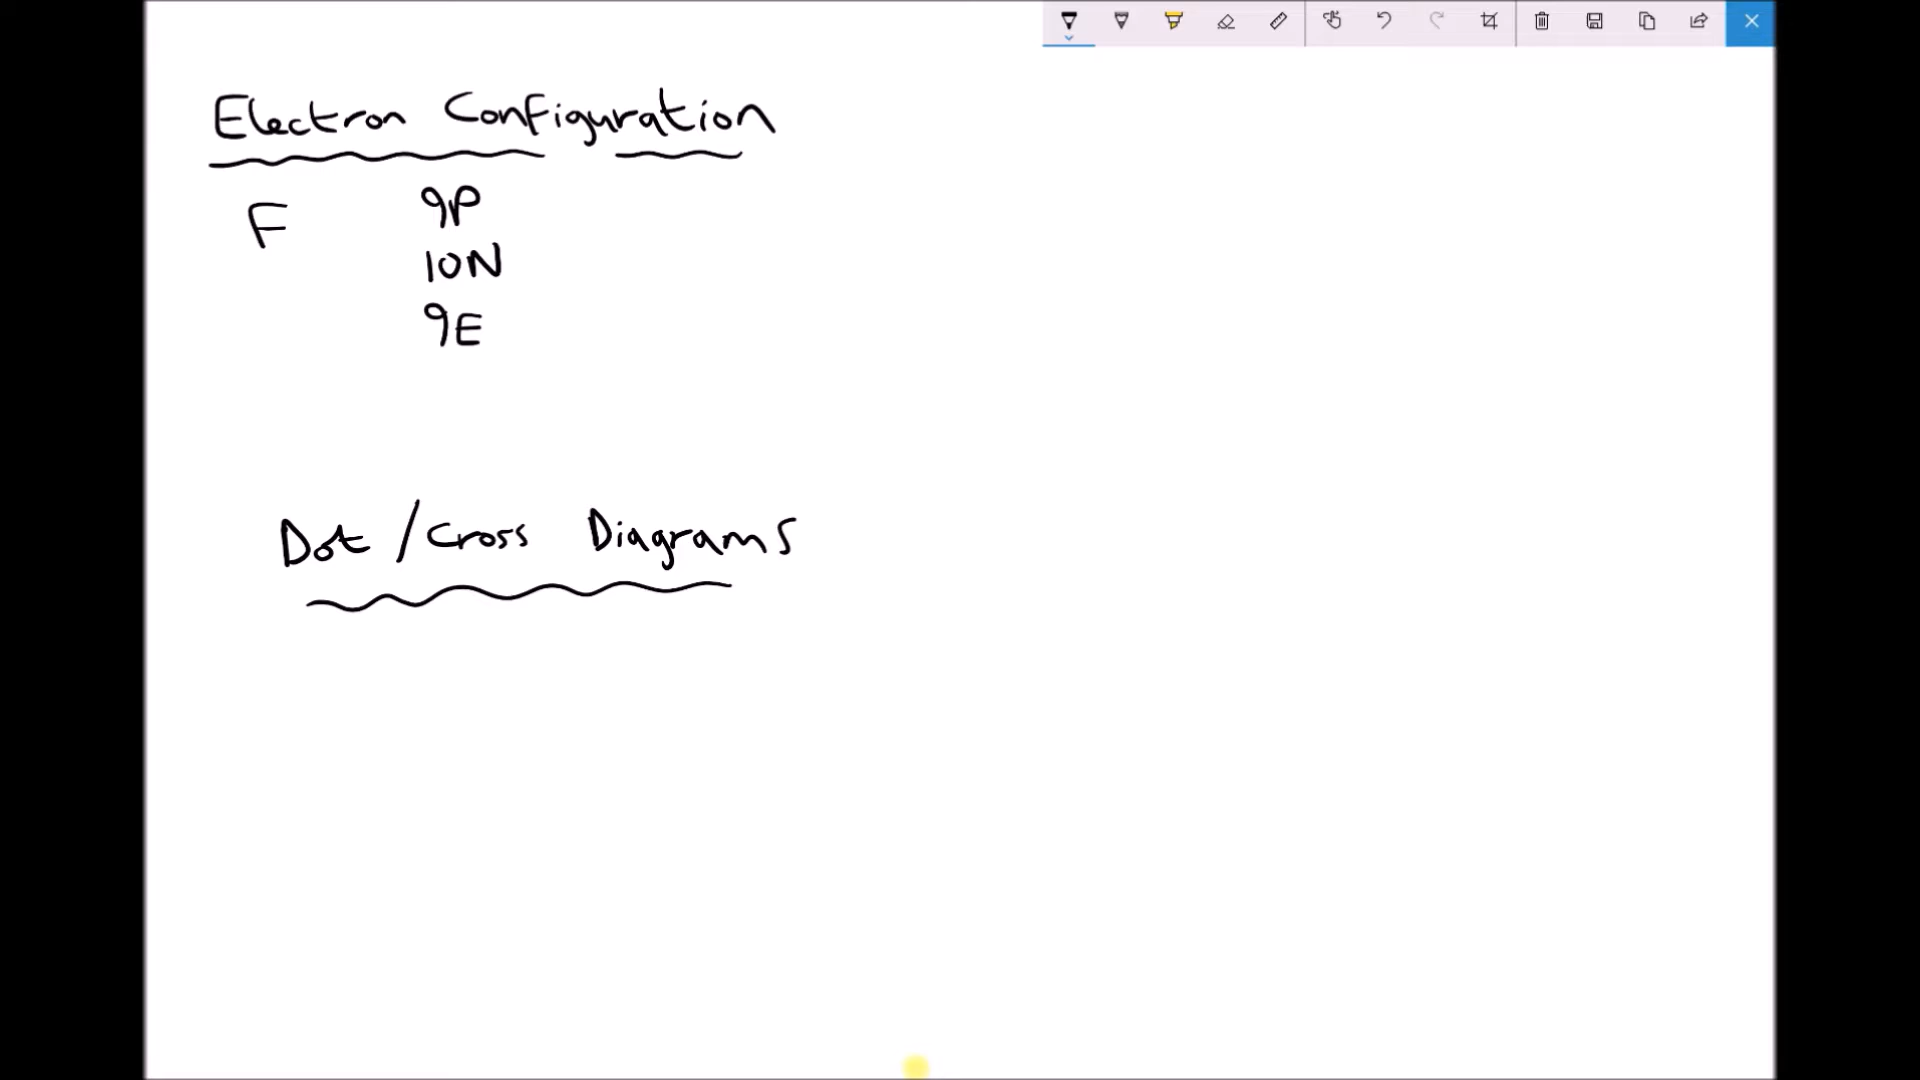 Electron Configuration
F 9P
10N
9E
Dot / Cross Diagrams